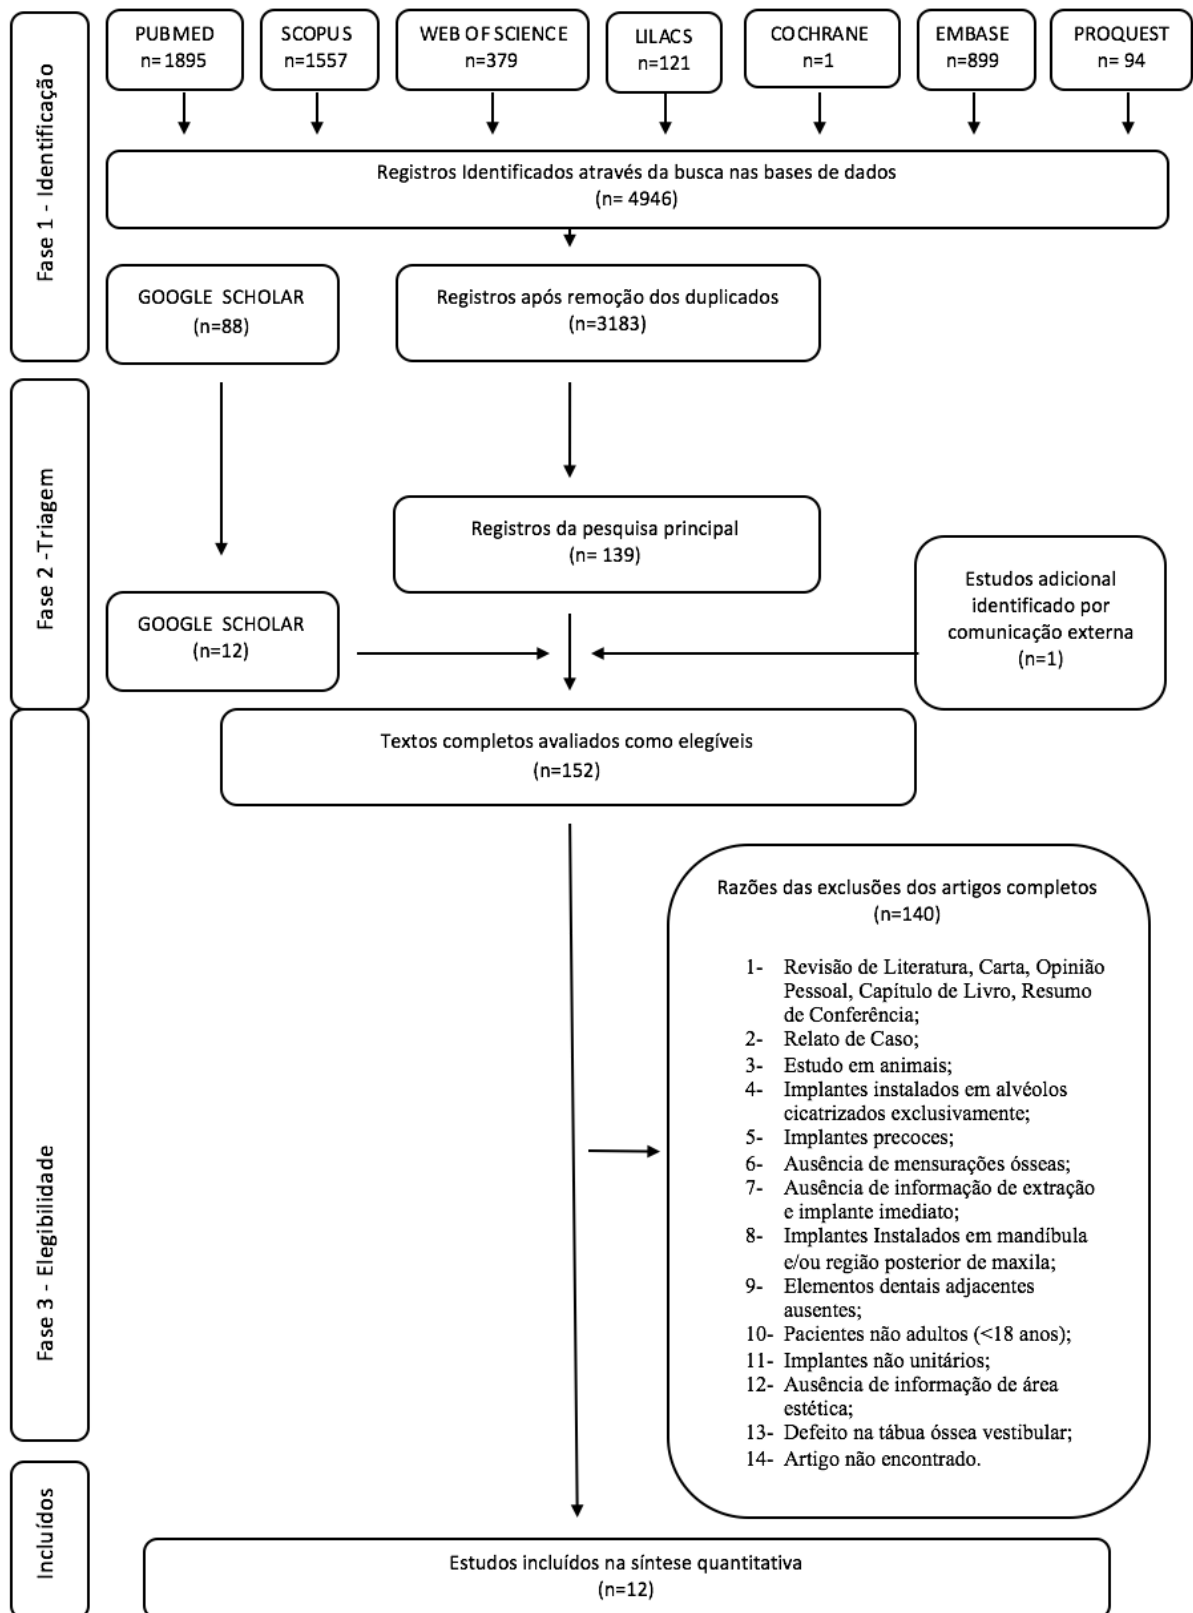 PUBMED
n= 1895
SCOPUS
n=1557
WEB OF SCIENCE
n=379
LILACS
n=121
COCHRANE
n=1
EMBASE
n=899
PROQUEST
n= 94
Fase 1 - Identificação
Registros Identificados através da busca nas bases de dados
(n= 4946)
GOOGLE SCHOLAR
(n=88)
Registros após remoção dos duplicados
(n=3183)
Fase 2 -Triagem
Registros da pesquisa principal
(n= 139)
GOOGLE SCHOLAR
(n=12)
Estudos adicional
identificado por
comunicação externa
(n=1)
Fase 3 - Elegibilidade
Textos completos avaliados como elegíveis
(n=152)
Razões das exclusões dos artigos completos
(n=140)
1- Revisão de Literatura, Carta, Opinião
Pessoal, Capítulo de Livro, Resumo
de Conferência;
2- Relato de Caso;
3- Estudo em animais;
4- Implantes instalados em alvéolos
cicatrizados exclusivamente;
5- Implantes precoces;
6- Ausência de mensurações ósseas;
7- Ausência de informação de extração
e implante imediato;
8- Implantes Instalados em mandíbula
e/ou região posterior de maxila;
9- Elementos dentais adjacentes
ausentes;
10- Pacientes não adultos (<18 anos);
11- Implantes não unitários;
12- Ausência de informação de área
estética;
13- Defeito na tábua óssea vestibular;
14- Artigo não encontrado.
Incluídos
Estudos incluídos na síntese quantitativa
(n=12)